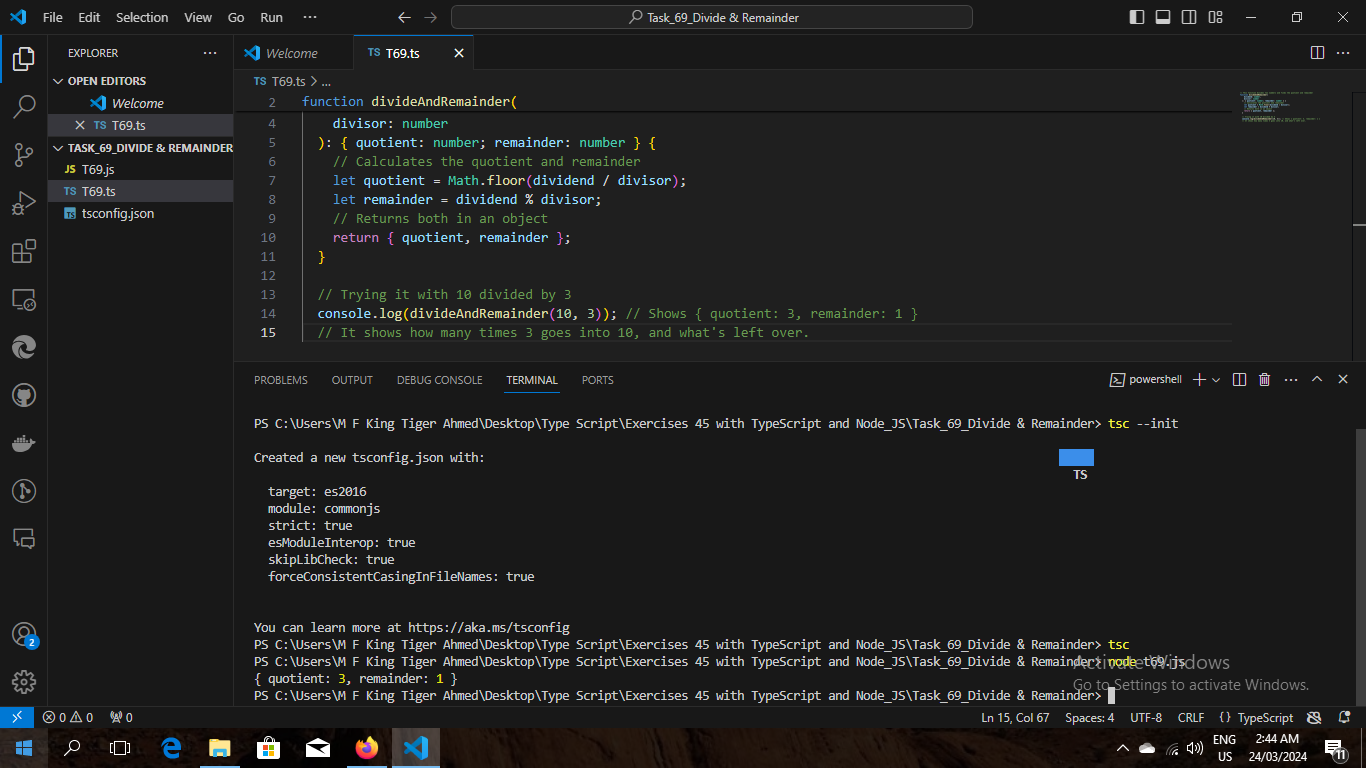 File Edit Selection View Go Run ··· Task_69_Divide & Remainder
EXPLORER ···
OPEN EDITORS
Welcome
TS T69.ts
TASK_69_DIVIDE & REMAINDER
JS T69.js
TS T69.ts
TS tsconfig.json
2
Welcome TS T69.ts
TS T69.ts > ...
2 function divideAndRemainder(
4 divisor: number
5 ): { quotient: number; remainder: number } {
6 // Calculates the quotient and remainder
7 let quotient = Math.floor(dividend / divisor);
8 let remainder = dividend % divisor;
9 // Returns both in an object
10 return { quotient, remainder };
11 }
12
13 // Trying it with 10 divided by 3
14 console.log(divideAndRemainder(10, 3)); // Shows { quotient: 3, remainder: 1 }
15 // It shows how many times 3 goes into 10, and what's left over.
PROBLEMS OUTPUT DEBUG CONSOLE TERMINAL PORTS powershell
PS C:\Users\M F King Tiger Ahmed\Desktop\Type Script\Exercises 45 with TypeScript and Node_JS\Task_69_Divide & Remainder> tsc --init
Created a new tsconfig.json with:
TS
target: es2016
module: commonjs
strict: true
esModuleInterop: true
skipLibCheck: true
forceConsistentCasingInFileNames: true
You can learn more at https://aka.ms/tsconfig
PS C:\Users\M F King Tiger Ahmed\Desktop\Type Script\Exercises 45 with TypeScript and Node_JS\Task_69_Divide & Remainder> tsc
PS C:\Users\M F King Tiger Ahmed\Desktop\Type Script\Exercises 45 with TypeScript and Node_JS\Task_69_Divide & Remainder> node t69.js
{ quotient: 3, remainder: 1 }
PS C:\Users\M F King Tiger Ahmed\Desktop\Type Script\Exercises 45 with TypeScript and Node_JS\Task_69_Divide & Remainder>
Activate Windows
Go to Settings to activate Windows.
0 0 0 Ln 15, Col 67 Spaces: 4 UTF-8 CRLF {} TypeScript
ENG
US
2:44 AM
24/03/2024
11